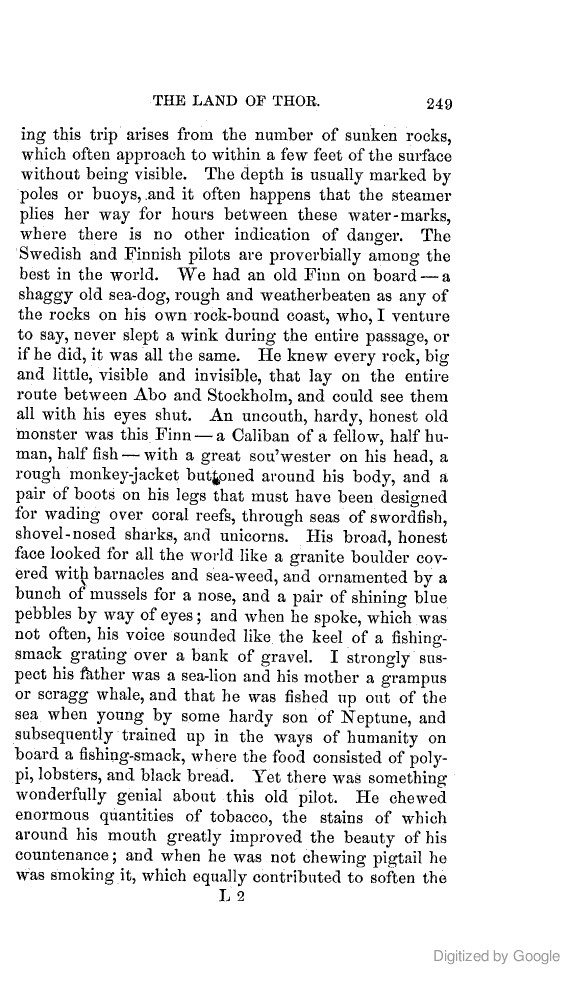 THE LAND OF THOR. 249
ing this trip arises from the number of sunken rocks,
which often approach to within a few feet of the surface
without being visible. The depth is usually marked by
poles or buoys, and it often happens that the steamer
plies her way for hours between these water-marks,
where there is no other indication of danger. The
Swedish and Finnish pilots are proverbially among the
best in the world. We had an old Finn on board — a
shaggy old sea-dog, rough and weatherbeaten as any of
the rocks on his own rock-bound coast, who, I venture
to say, never slept a wink during the entire passage, or
if he did, it was all the same. He knew every rock, big
and little, visible and invisible, that lay on the entire
route between Abo and Stockholm, and could see them
all with his eyes shut. An uncouth, hardy, honest old
monster was this Finn — a Caliban of a fellow, half hu-
man, half fish — with a great sou'wester on his head, a
rough monkey-jacket buttoned around his body, and a
pair of boots on his legs that must have been designed
for wading over coral reefs, through seas of swordfish,
shovel-nosed sharks, and unicorns. His broad, honest
face looked for all the world like a granite boulder cov-
ered with barnacles and sea-weed, and ornamented by a
bunch of mussels for a nose, and a pair of shining blue
pebbles by way of eyes; and when he spoke, which was
not often, his voice sounded like the keel of a fishing-
smack grating over a bank of gravel. I strongly sus-
pect his father was a sea-lion and his mother a grampus
or scragg whale, and that he was fished up out of the
sea when young by some hardy son of Neptune, and
subsequently trained up in the ways of humanity on
board a fishing-smack, where the food consisted of poly-
pi, lobsters, and black bread. Yet there was something
wonderfully genial about this old pilot. He chewed
enormous quantities of tobacco, the stains of which
around his mouth greatly improved the beauty of his
countenance; and when he was not chewing pigtail he
was smoking it, which equally contributed to soften the
L 2
Digitized by Google